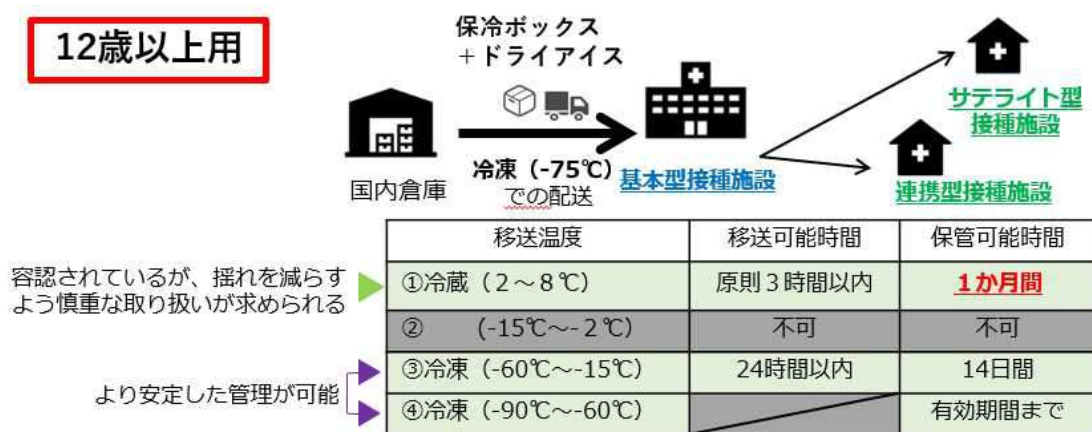 12歳以上用
保冷ボックス
＋ドライアイス
国内倉庫
冷凍（-75℃）
での配送
基本型接種施設
サテライト型
接種施設
連携型接種施設
移送温度 移送可能時間 保管可能時間
容認されているが、揺れを減らす
よう慎重な取り扱いが求められる
①冷蔵（２～８℃） 原則３時間以内 １か月間
② (-15℃～-２℃） 不可 不可
より安定した管理が可能
③冷凍（-60℃～-15℃） 24時間以内 14日間
④冷凍（-90℃～-60℃） 有効期間まで